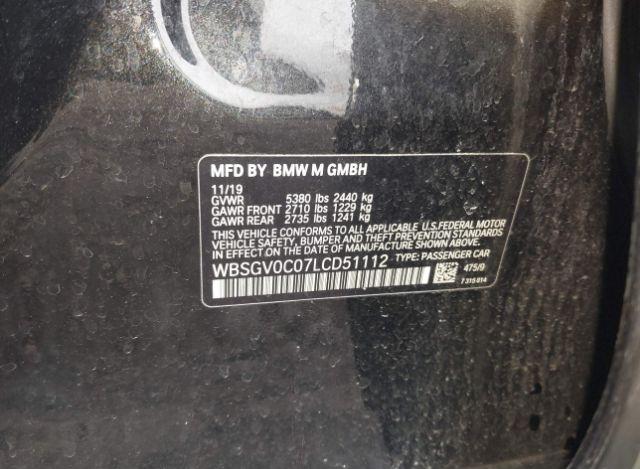 MFD BY BMW M GMBH
11/19
GVWR 5380 lbs 2440 kg
GAWR FRONT 2710 lbs 1229 kg
GAWR REAR 2735 lbs 1241 kg
THIS VEHICLE CONFORMS TO ALL APPLICABLE U.S.FEDERAL MOTOR
VEHICLE SAFETY, BUMPER, AND THEFT PREVENTION STANDARDS
IN EFFECT ON THE DATE OF MANUFACTURE SHOWN ABOVE.
WBSGV0C07LCD51112 TYPE: PASSENGER CAR
475/9
7 315 014